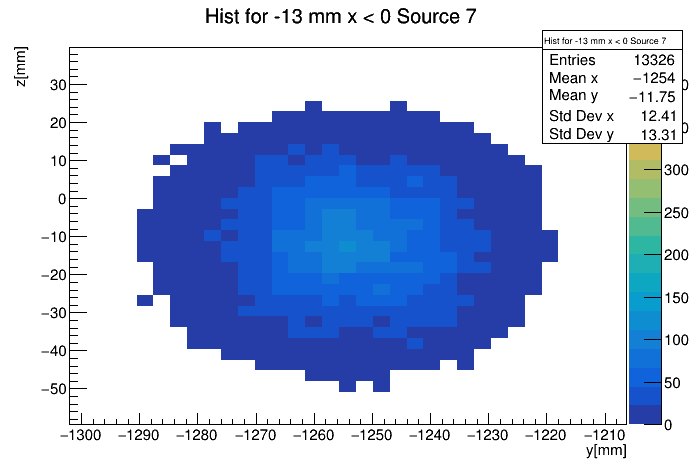 Hist for -13 mm x < 0 Source 7
z[mm]
Hist for -13 mm x < 0 Source 7
Entries 13326
Mean x −1254
Mean y −11.75
Std Dev x 12.41
Std Dev y 13.31
30
20
10
0
−10
−20
−30
−40
−50
300
250
200
150
100
50
0
−1300 −1290 −1280 −1270 −1260 −1250 −1240 −1230 −1220 −1210
y[mm]